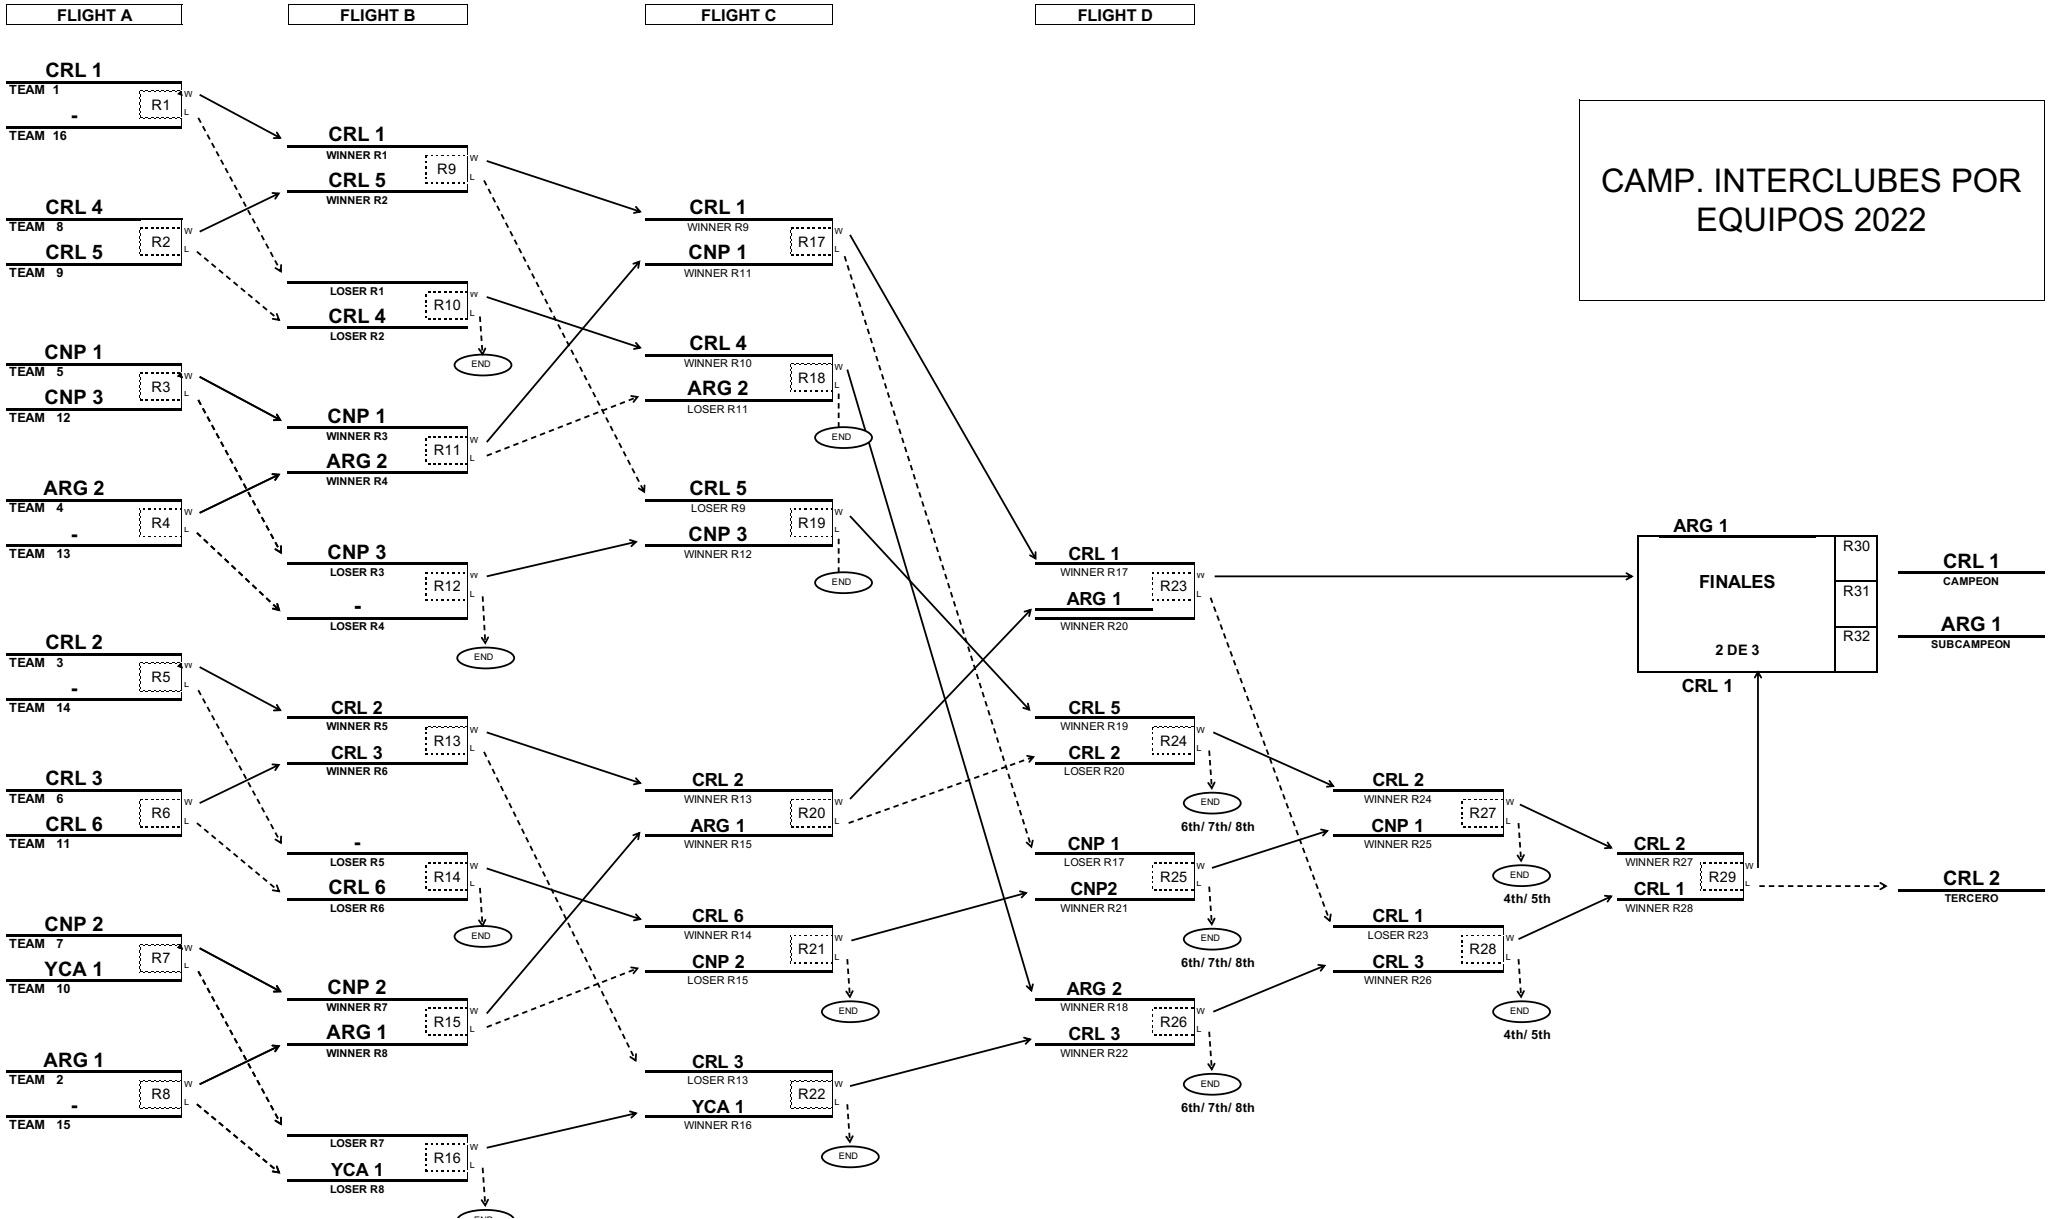 FLIGHT A
FLIGHT B
FLIGHT C
FLIGHT D
CRL 1
TEAM 1
R1
W
L
-
TEAM 16
CRL 4
TEAM 8
R2
W
L
CRL 5
TEAM 9
CNP 1
TEAM 5
R3
W
L
CNP 3
TEAM 12
ARG 2
TEAM 4
R4
W
L
-
TEAM 13
CRL 2
TEAM 3
R5
W
L
-
TEAM 14
CRL 3
TEAM 6
R6
W
L
CRL 6
TEAM 11
CNP 2
TEAM 7
R7
W
L
YCA 1
TEAM 10
ARG 1
TEAM 2
R8
W
L
-
TEAM 15
CRL 1
WINNER R1
R9
W
L
CRL 5
WINNER R2
LOSER R1
R10
W
L
CRL 4
LOSER R2
END
CNP 1
WINNER R3
R11
W
L
ARG 2
WINNER R4
CNP 3
LOSER R3
R12
W
L
-
LOSER R4
END
CRL 2
WINNER R5
R13
W
L
CRL 3
WINNER R6
-
LOSER R5
R14
W
L
CRL 6
LOSER R6
END
CNP 2
WINNER R7
R15
W
L
ARG 1
WINNER R8
LOSER R7
R16
W
L
YCA 1
LOSER R8
END
CRL 1
WINNER R9
R17
W
L
CNP 1
WINNER R11
CRL 4
WINNER R10
R18
W
L
ARG 2
LOSER R11
END
CRL 5
LOSER R9
R19
W
L
CNP 3
WINNER R12
END
CRL 2
WINNER R13
R20
W
L
ARG 1
WINNER R15
CRL 6
WINNER R14
R21
W
L
CNP 2
LOSER R15
END
CRL 3
LOSER R13
R22
W
L
YCA 1
WINNER R16
END
CRL 1
WINNER R17
R23
W
L
ARG 1
WINNER R20
CRL 5
WINNER R19
R24
W
L
CRL 2
LOSER R20
END
6th/ 7th/ 8th
CNP 1
LOSER R17
R25
W
L
CNP2
WINNER R21
END
6th/ 7th/ 8th
ARG 2
WINNER R18
R26
W
L
CRL 3
WINNER R22
END
6th/ 7th/ 8th
CRL 2
WINNER R24
R27
W
L
CNP 1
WINNER R25
END
4th/ 5th
CRL 1
LOSER R23
R28
W
L
CRL 3
WINNER R26
END
4th/ 5th
CAMP. INTERCLUBES POR
EQUIPOS 2022
ARG 1
FINALES
2 DE 3
R30
R31
R32
CRL 1
CRL 2
WINNER R27
R29
W
L
CRL 1
WINNER R28
CRL 1
CAMPEON
ARG 1
SUBCAMPEON
CRL 2
TERCERO